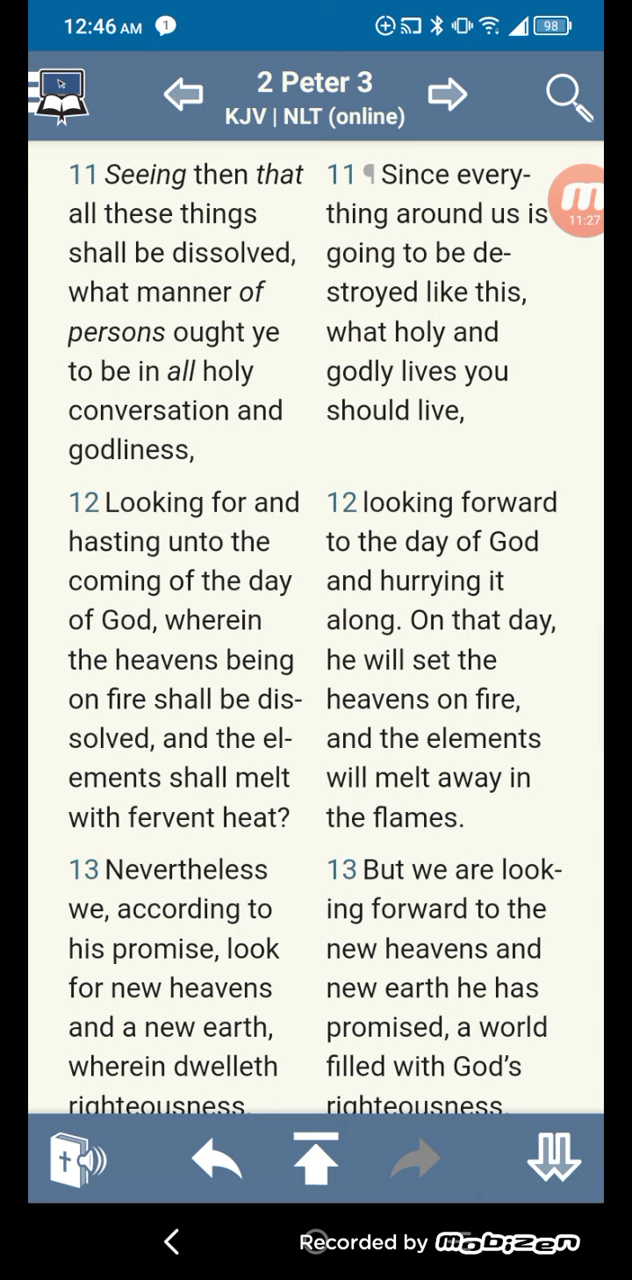 12:46 AM 1 98
2 Peter 3
KJV | NLT (online)
11 Seeing then that
all these things
shall be dissolved,
what manner of
persons ought ye
to be in all holy
conversation and
godliness,
12 Looking for and
hasting unto the
coming of the day
of God, wherein
the heavens being
on fire shall be dis-
solved, and the el-
ements shall melt
with fervent heat?
13 Nevertheless
we, according to
his promise, look
for new heavens
and a new earth,
wherein dwelleth
righteousness.
11 ¶ Since every-
thing around us is
going to be de-
stroyed like this,
what holy and
godly lives you
should live,
12 looking forward
to the day of God
and hurrying it
along. On that day,
he will set the
heavens on fire,
and the elements
will melt away in
the flames.
13 But we are look-
ing forward to the
new heavens and
new earth he has
promised, a world
filled with God’s
righteousness.
m
11:27
Recorded by mobizen